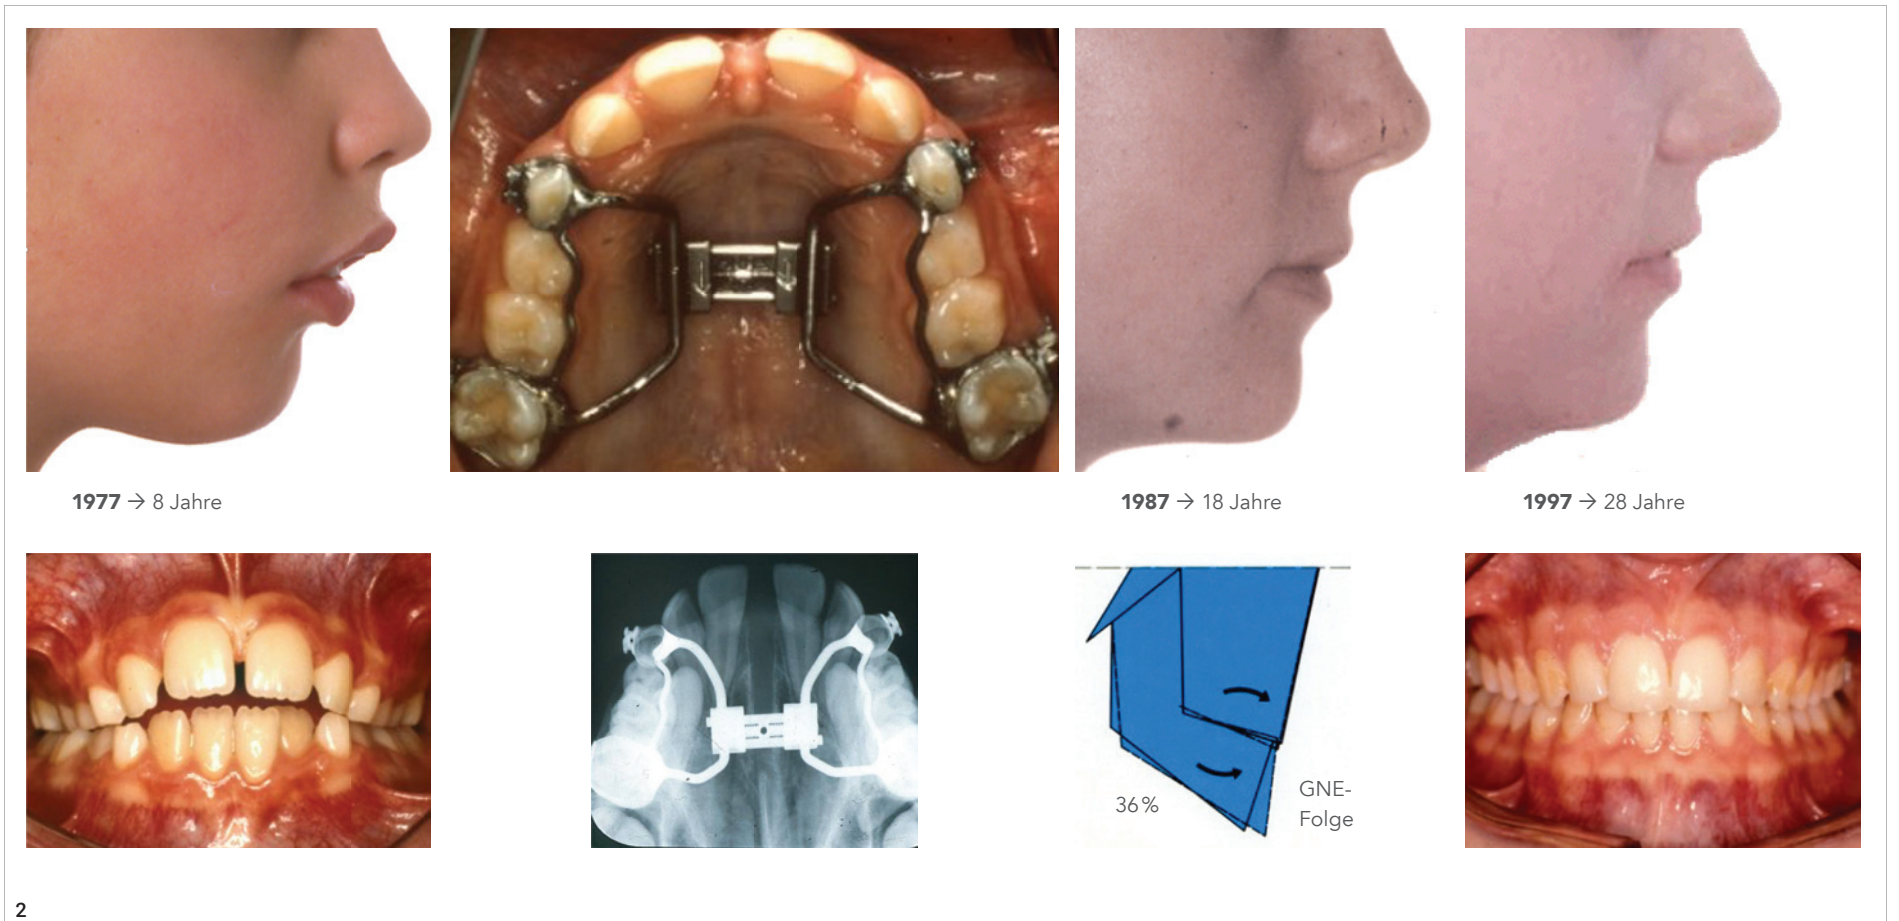 1977 → 8 Jahre
1987 → 18 Jahre
1997 → 28 Jahre
36 %
GNE-
Folge
2